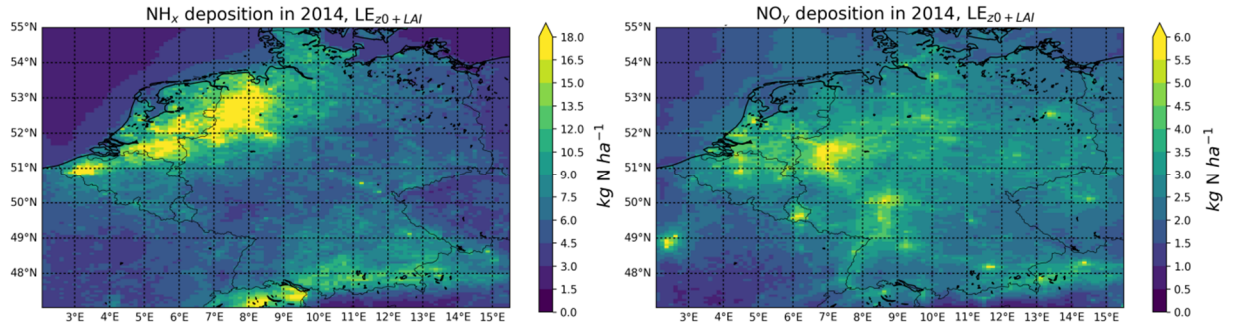 NHx deposition in 2014, LEz0+LAI
55°N
54°N
53°N
52°N
51°N
50°N
49°N
48°N
3°E 4°E 5°E 6°E 7°E 8°E 9°E 10°E 11°E 12°E 13°E 14°E 15°E
18.0
16.5
15.0
13.5
12.0
10.5
9.0
7.5
6.0
4.5
3.0
1.5
0.0
kg N ha−1
NOy deposition in 2014, LEz0+LAI
55°N
54°N
53°N
52°N
51°N
50°N
49°N
48°N
3°E 4°E 5°E 6°E 7°E 8°E 9°E 10°E 11°E 12°E 13°E 14°E 15°E
6.0
5.5
5.0
4.5
4.0
3.5
3.0
2.5
2.0
1.5
1.0
0.5
0.0
kg N ha−1